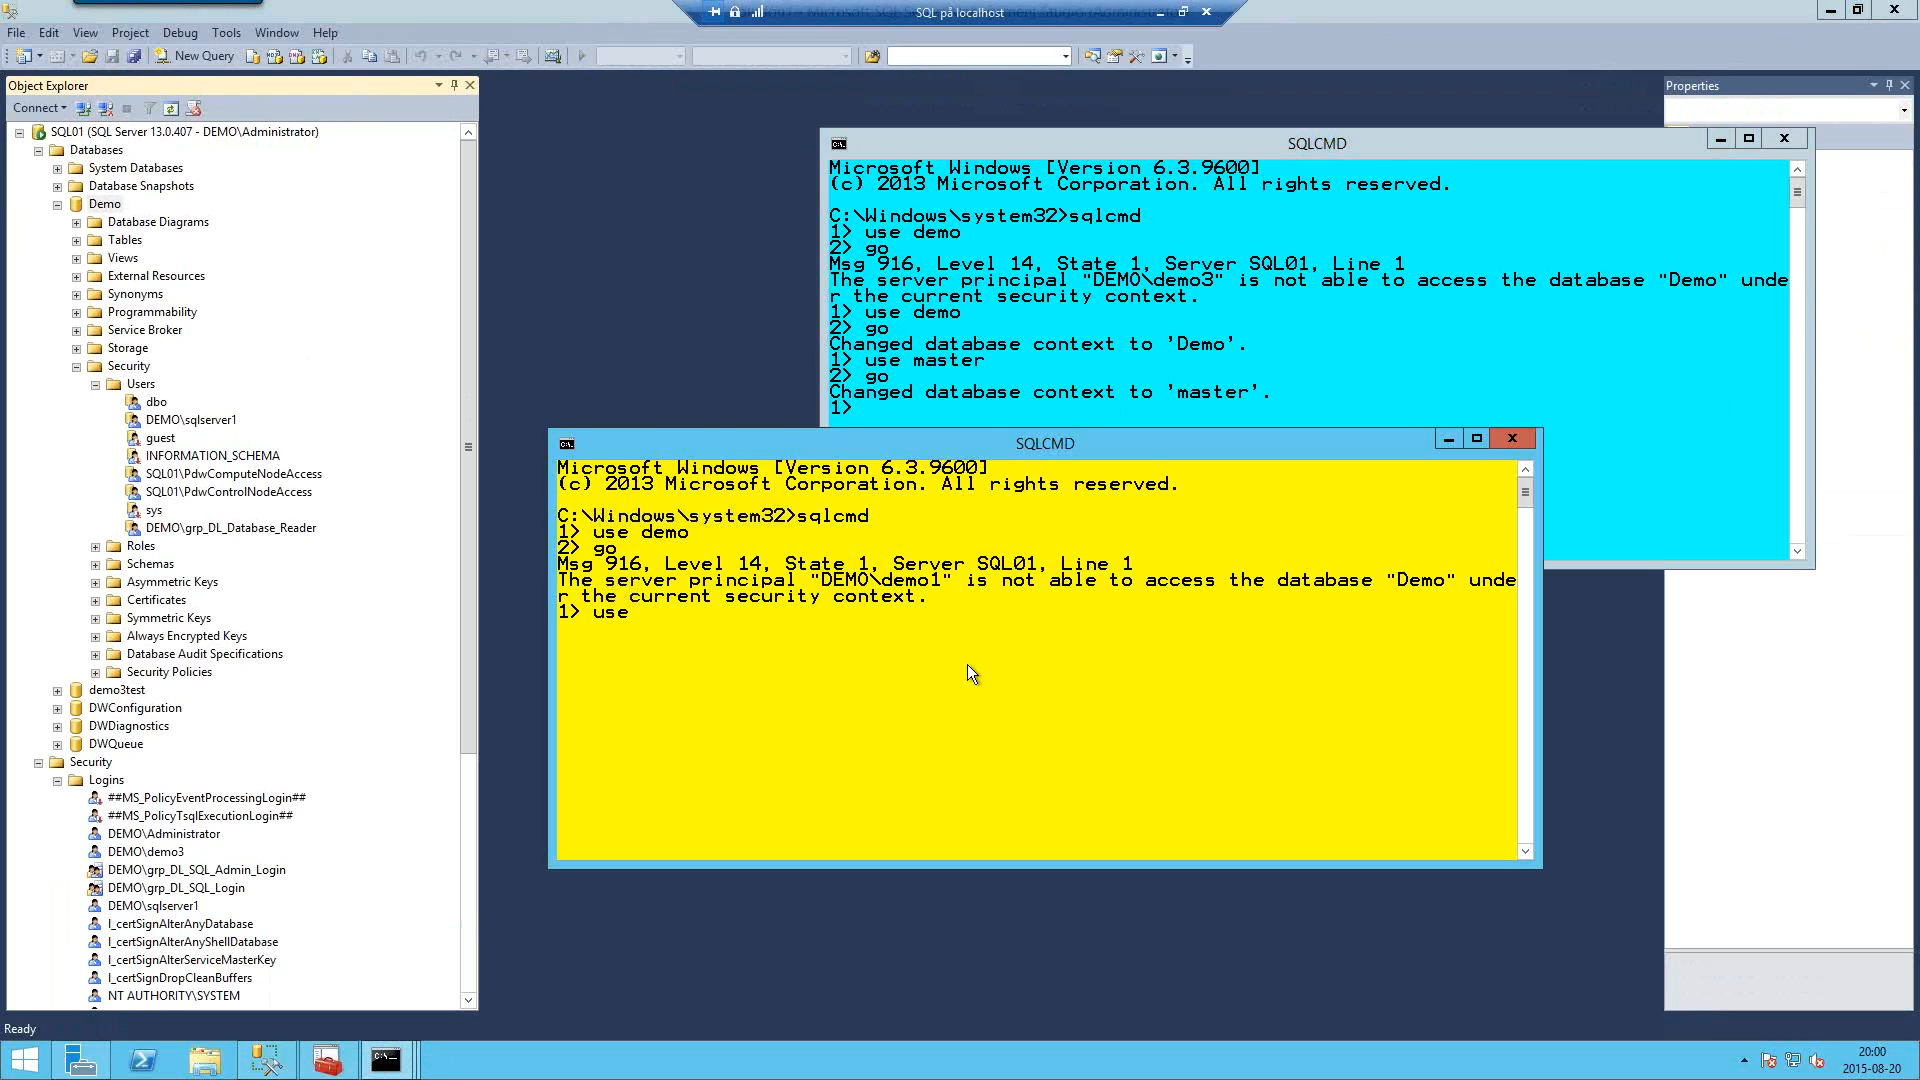 SQL på localhost
File Edit View Project Debug Tools Window Help
New Query
Object Explorer
Connect
SQL01 (SQL Server 13.0.407 - DEMO\Administrator)
Databases
System Databases
Database Snapshots
Demo
Database Diagrams
Tables
Views
External Resources
Synonyms
Programmability
Service Broker
Storage
Security
Users
dbo
DEMO\sqlserver1
guest
INFORMATION_SCHEMA
SQL01\PdwComputeNodeAccess
SQL01\PdwControlNodeAccess
sys
DEMO\grp_DL_Database_Reader
Roles
Schemas
Asymmetric Keys
Certificates
Symmetric Keys
Always Encrypted Keys
Database Audit Specifications
Security Policies
demo3test
DWConfiguration
DWDiagnostics
DWQueue
Security
Logins
##MS_PolicyEventProcessingLogin##
##MS_PolicyTsqlExecutionLogin##
DEMO\Administrator
DEMO\demo3
DEMO\grp_DL_SQL_Admin_Login
DEMO\grp_DL_SQL_Login
DEMO\sqlserver1
l_certSignAlterAnyDatabase
l_certSignAlterAnyShellDatabase
l_certSignAlterServiceMasterKey
l_certSignDropCleanBuffers
NT AUTHORITY\SYSTEM
Properties
SQLCMD
Microsoft Windows [Version 6.3.9600]
(c) 2013 Microsoft Corporation. All rights reserved.
C:\Windows\system32>sqlcmd
1> use demo
2> go
Msg 916, Level 14, State 1, Server SQL01, Line 1
The server principal "DEMO\demo3" is not able to access the database "Demo" unde
r the current security context.
1> use demo
2> go
Changed database context to 'Demo'.
1> use master
2> go
Changed database context to 'master'.
1>
SQLCMD
Microsoft Windows [Version 6.3.9600]
(c) 2013 Microsoft Corporation. All rights reserved.
C:\Windows\system32>sqlcmd
1> use demo
2> go
Msg 916, Level 14, State 1, Server SQL01, Line 1
The server principal "DEMO\demo1" is not able to access the database "Demo" unde
r the current security context.
1> use
Ready
20:00
2015-08-20